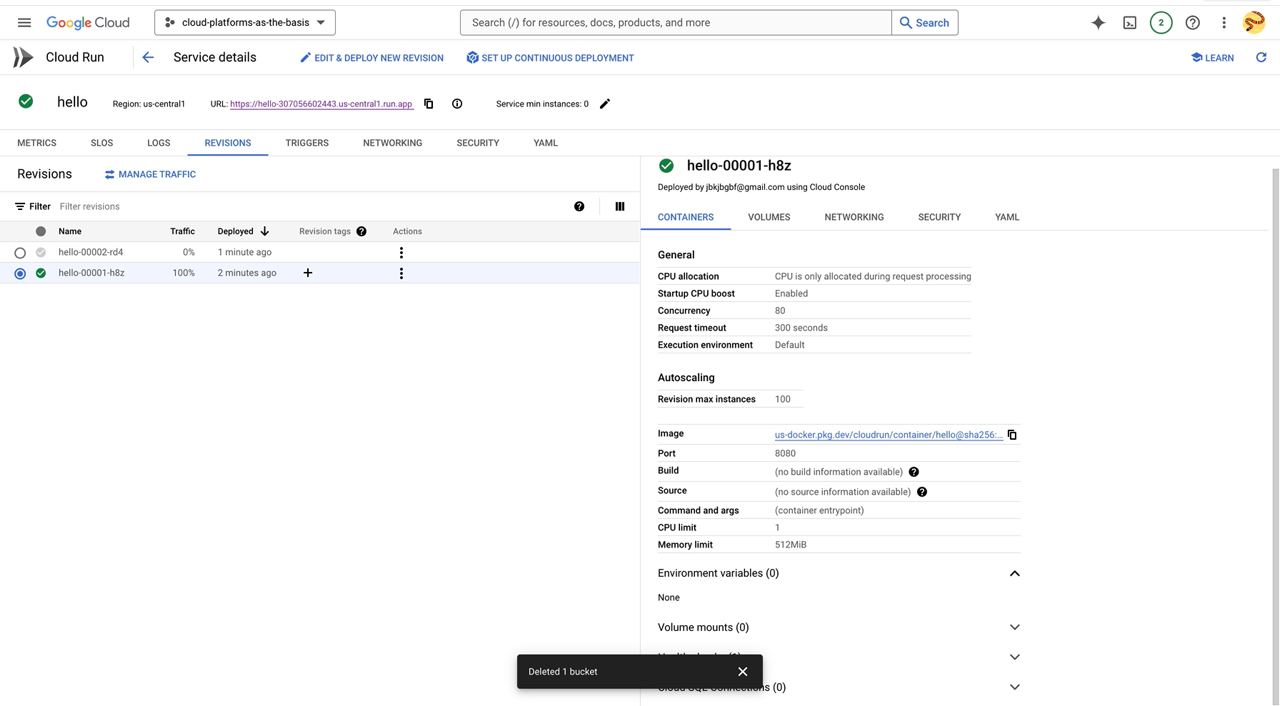 Google Cloud
cloud-platforms-as-the-basis
Search (/) for resources, docs, products, and more
Search
2
Cloud Run
Service details
EDIT & DEPLOY NEW REVISION
SET UP CONTINUOUS DEPLOYMENT
LEARN
hello
Region: us-central1
URL: https://hello-307056602443.us-central1.run.app
Service min instances: 0
METRICS SLOS LOGS REVISIONS TRIGGERS NETWORKING SECURITY YAML
Revisions
MANAGE TRAFFIC
Filter Filter revisions
Name Traffic Deployed Revision tags Actions
hello-00002-rd4 0% 1 minute ago
hello-00001-h8z 100% 2 minutes ago
hello-00001-h8z
Deployed by jbkjbgbf@gmail.com using Cloud Console
CONTAINERS VOLUMES NETWORKING SECURITY YAML
General
CPU allocation CPU is only allocated during request processing
Startup CPU boost Enabled
Concurrency 80
Request timeout 300 seconds
Execution environment Default
Autoscaling
Revision max instances 100
Image us-docker.pkg.dev/cloudrun/container/hello@sha256:...
Port 8080
Build (no build information available)
Source (no source information available)
Command and args (container entrypoint)
CPU limit 1
Memory limit 512MiB
Environment variables (0)
None
Volume mounts (0)
Deleted 1 bucket
(0)